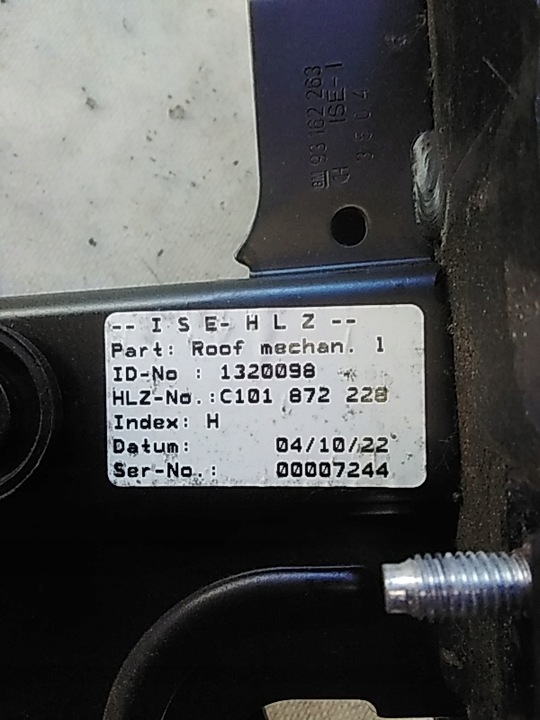 GM 93 162 263
ISE-1
3504
-- I S E- H L Z --
Part: Roof mechan. l
ID-No : 1320098
HLZ-No.:C101 872 228
Index: H
Datum: 04/10/22
Ser-No.: 00007244